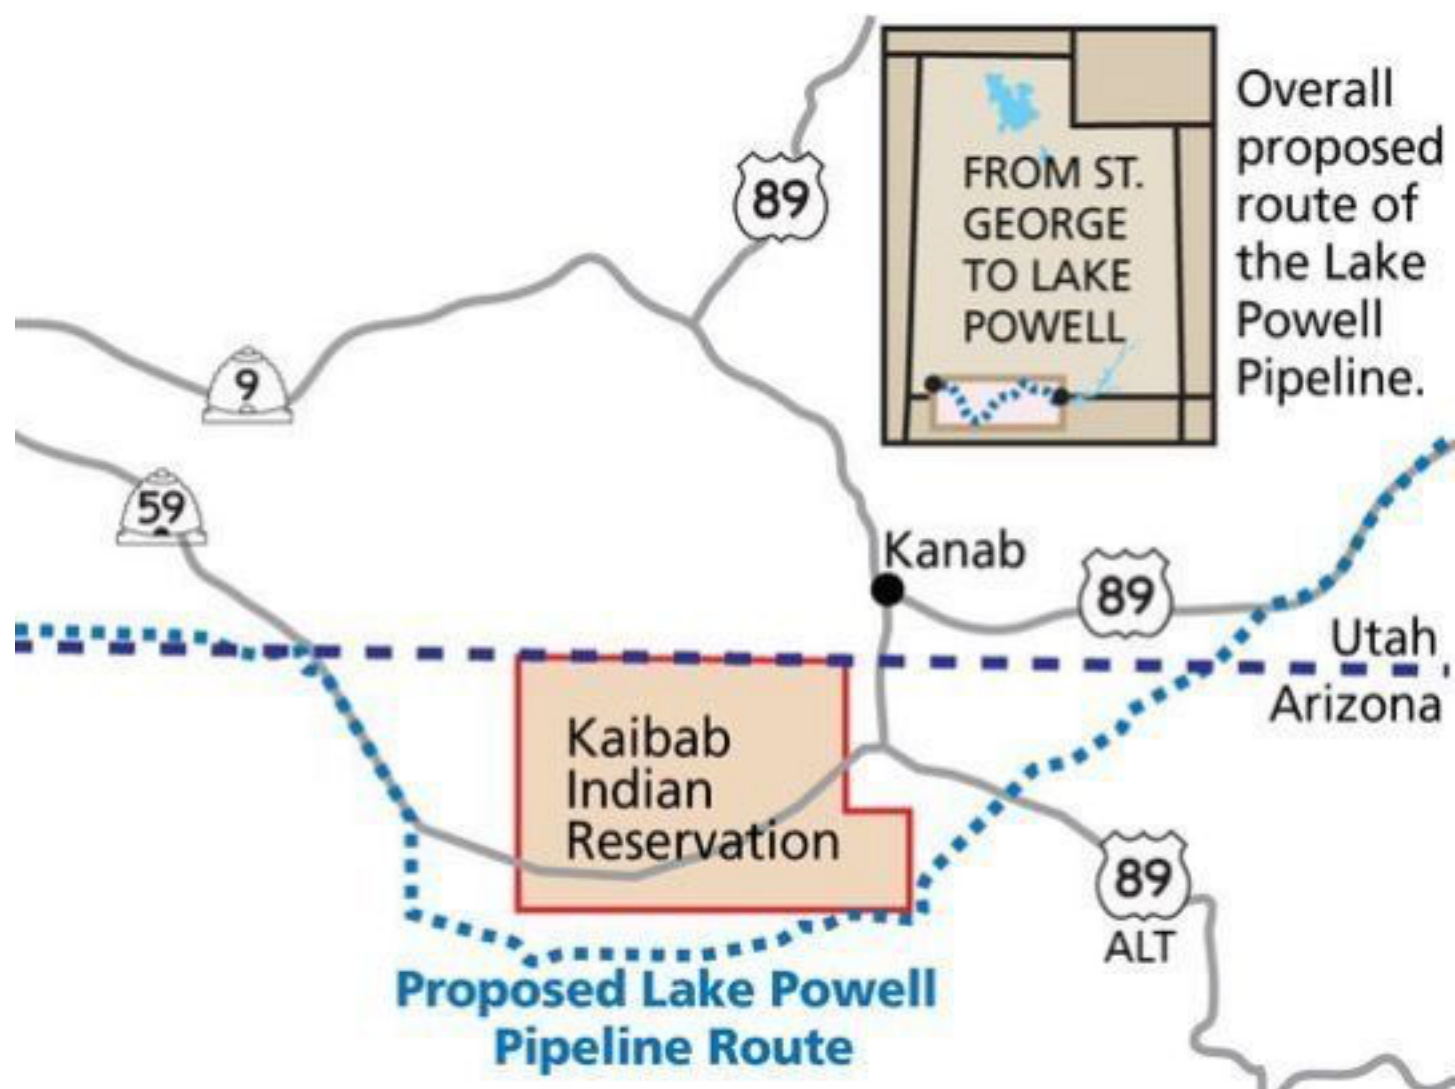 89
FROM ST.
GEORGE
TO LAKE
POWELL
Overall
proposed
route of
the Lake
Powell
Pipeline.
9
59
Kanab
89
Utah
Arizona
Kaibab
Indian
Reservation
89
ALT
Proposed Lake Powell
Pipeline Route